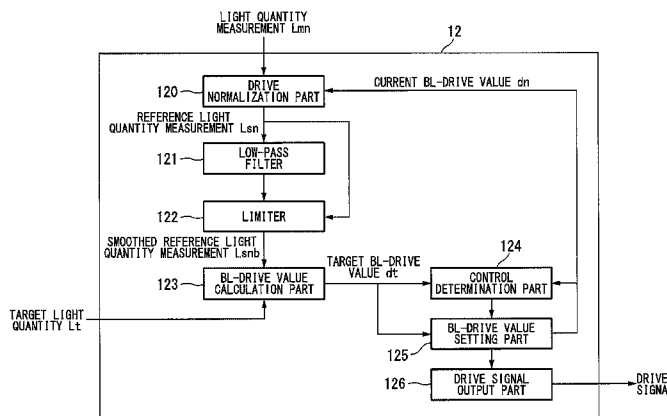 LIGHT QUANTITY
MEASUREMENT Lmn
12
DRIVE
NORMALIZATION PART
120
CURRENT BL-DRIVE VALUE dn
REFERENCE LIGHT
QUANTITY MEASUREMENT Lsn
LOW-PASS
FILTER
121
LIMITER
122
SMOOTHED REFERENCE LIGHT
QUANTITY MEASUREMENT Lsnb
TARGET BL-DRIVE
VALUE dt
124
BL-DRIVE VALUE
CALCULATION PART
123
CONTROL
DETERMINATION PART
TARGET LIGHT
QUANTITY Lt
BL-DRIVE VALUE
SETTING PART
125
DRIVE SIGNAL
OUTPUT PART
126
DRIVE
SIGNAL